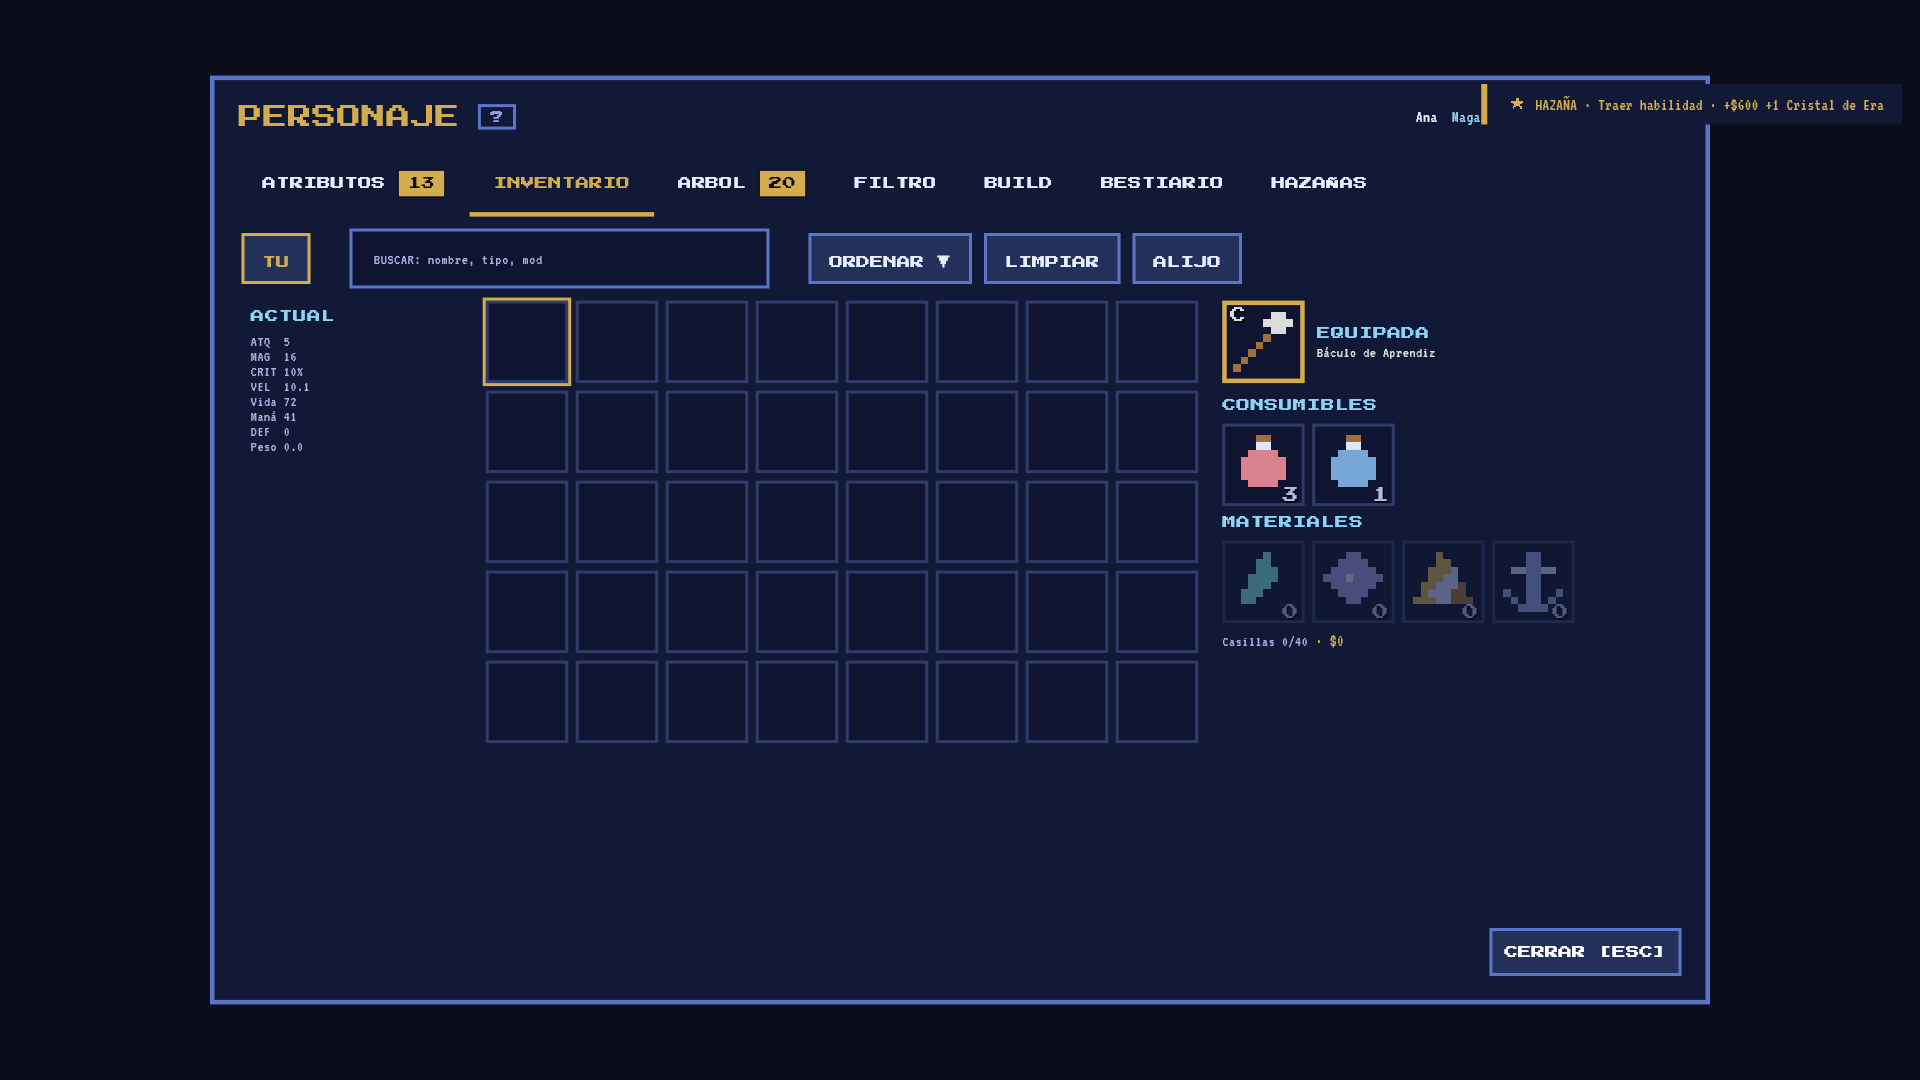 PERSONAJE ?
Ana Maga
★ HAZAÑA · Traer habilidad · +$600 +1 Cristal de Era
ATRIBUTOS 13 INVENTARIO ARBOL 20 FILTRO BUILD BESTIARIO HAZAñAS
TU BUSCAR: nombre, tipo, mod ORDENAR ▼ LIMPIAR ALIJO
ACTUAL
ATQ 5
MAG 16
CRIT 10%
VEL 10.1
Vida 72
Maná 41
DEF 0
Peso 0.0
C
EQUIPADA
Báculo de Aprendiz
CONSUMIBLES
3 1
MATERIALES
0 0 0 0
Casillas 0/40 · $0
CERRAR [ESC]